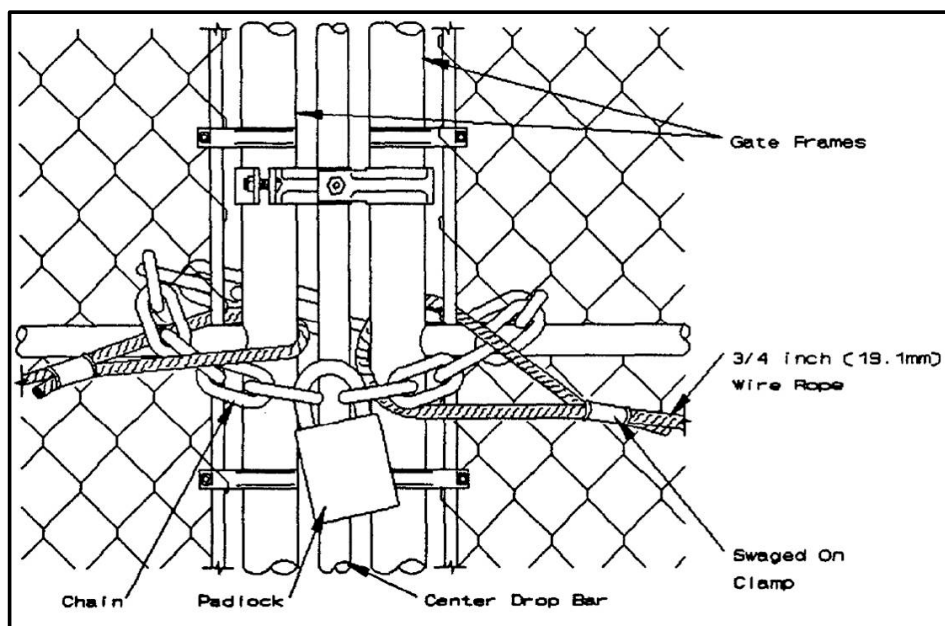 Gate Frames
3/4 inch (19.1mm)
Wire Rope
Swaged On
Clamp
Chain
Padlock
Center Drop Bar